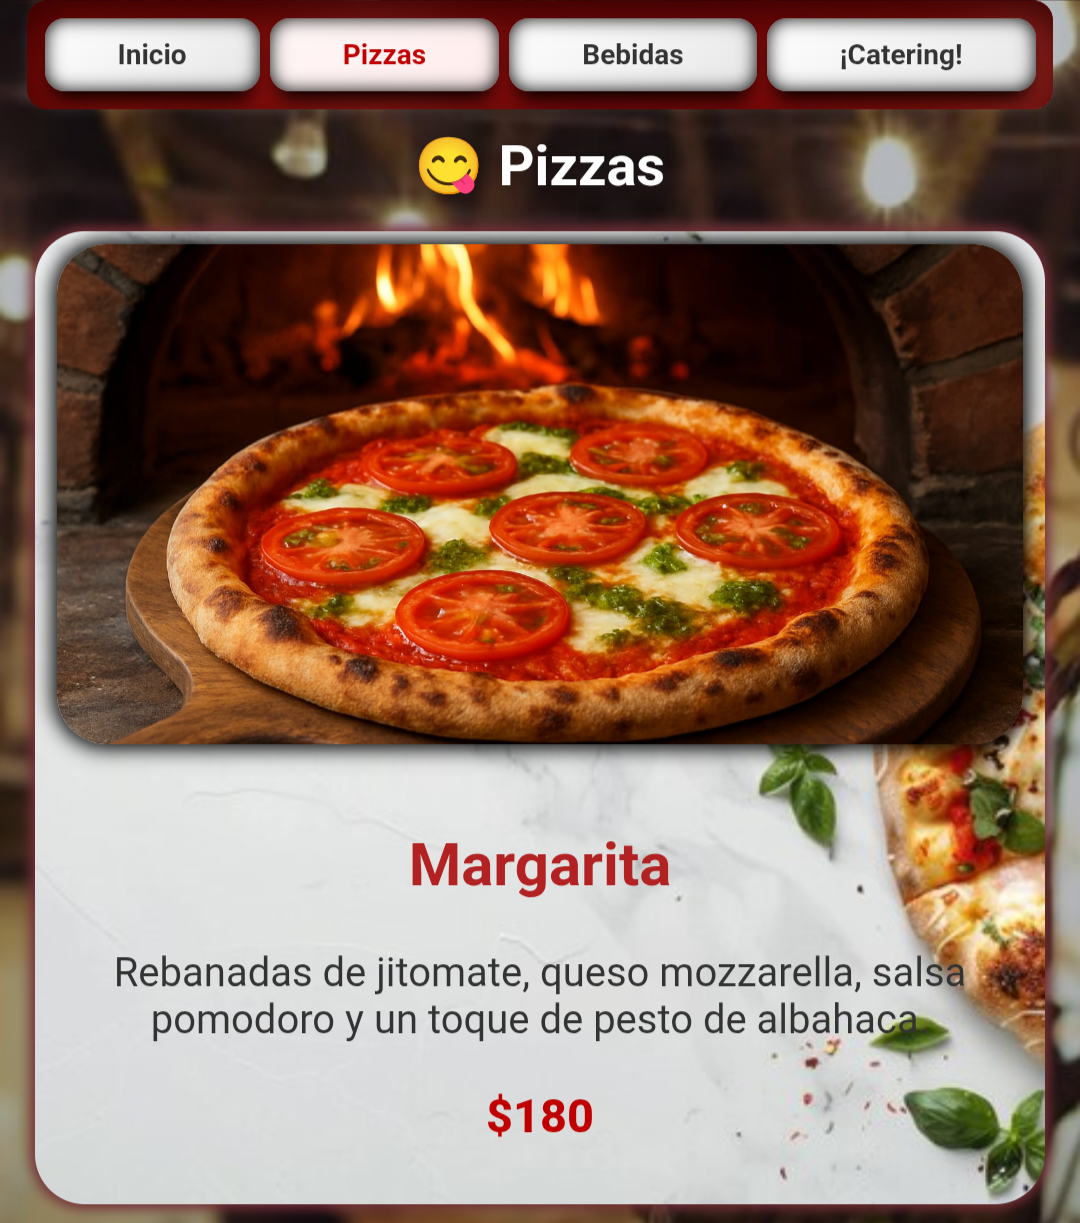 Inicio
Pizzas
Bebidas
¡Catering!
😋 Pizzas
Margarita
Rebanadas de jitomate, queso mozzarella, salsa
pomodoro y un toque de pesto de albahaca
$180